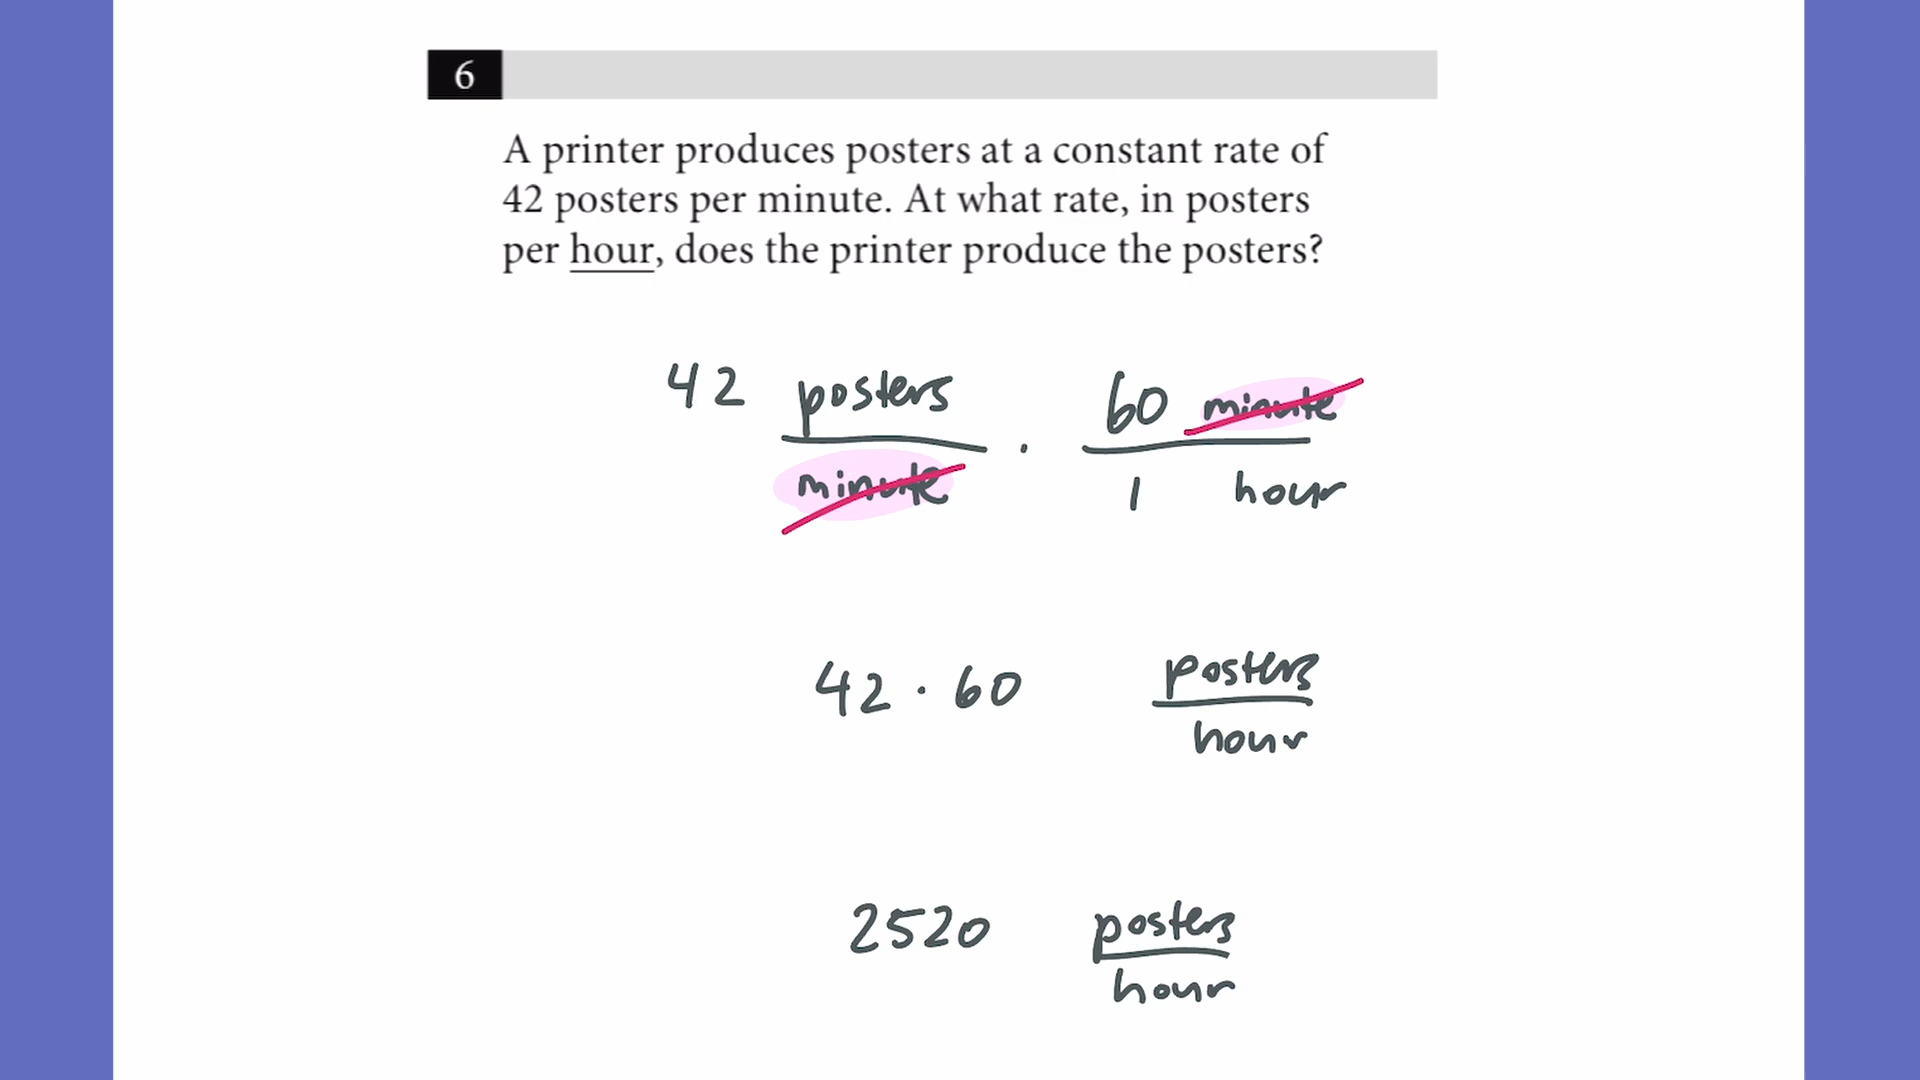 6
A printer produces posters at a constant rate of
42 posters per minute. At what rate, in posters
per hour, does the printer produce the posters?
42 posters / minute · 60 minute / 1 hour
42 · 60 posters / hour
2520 posters / hour